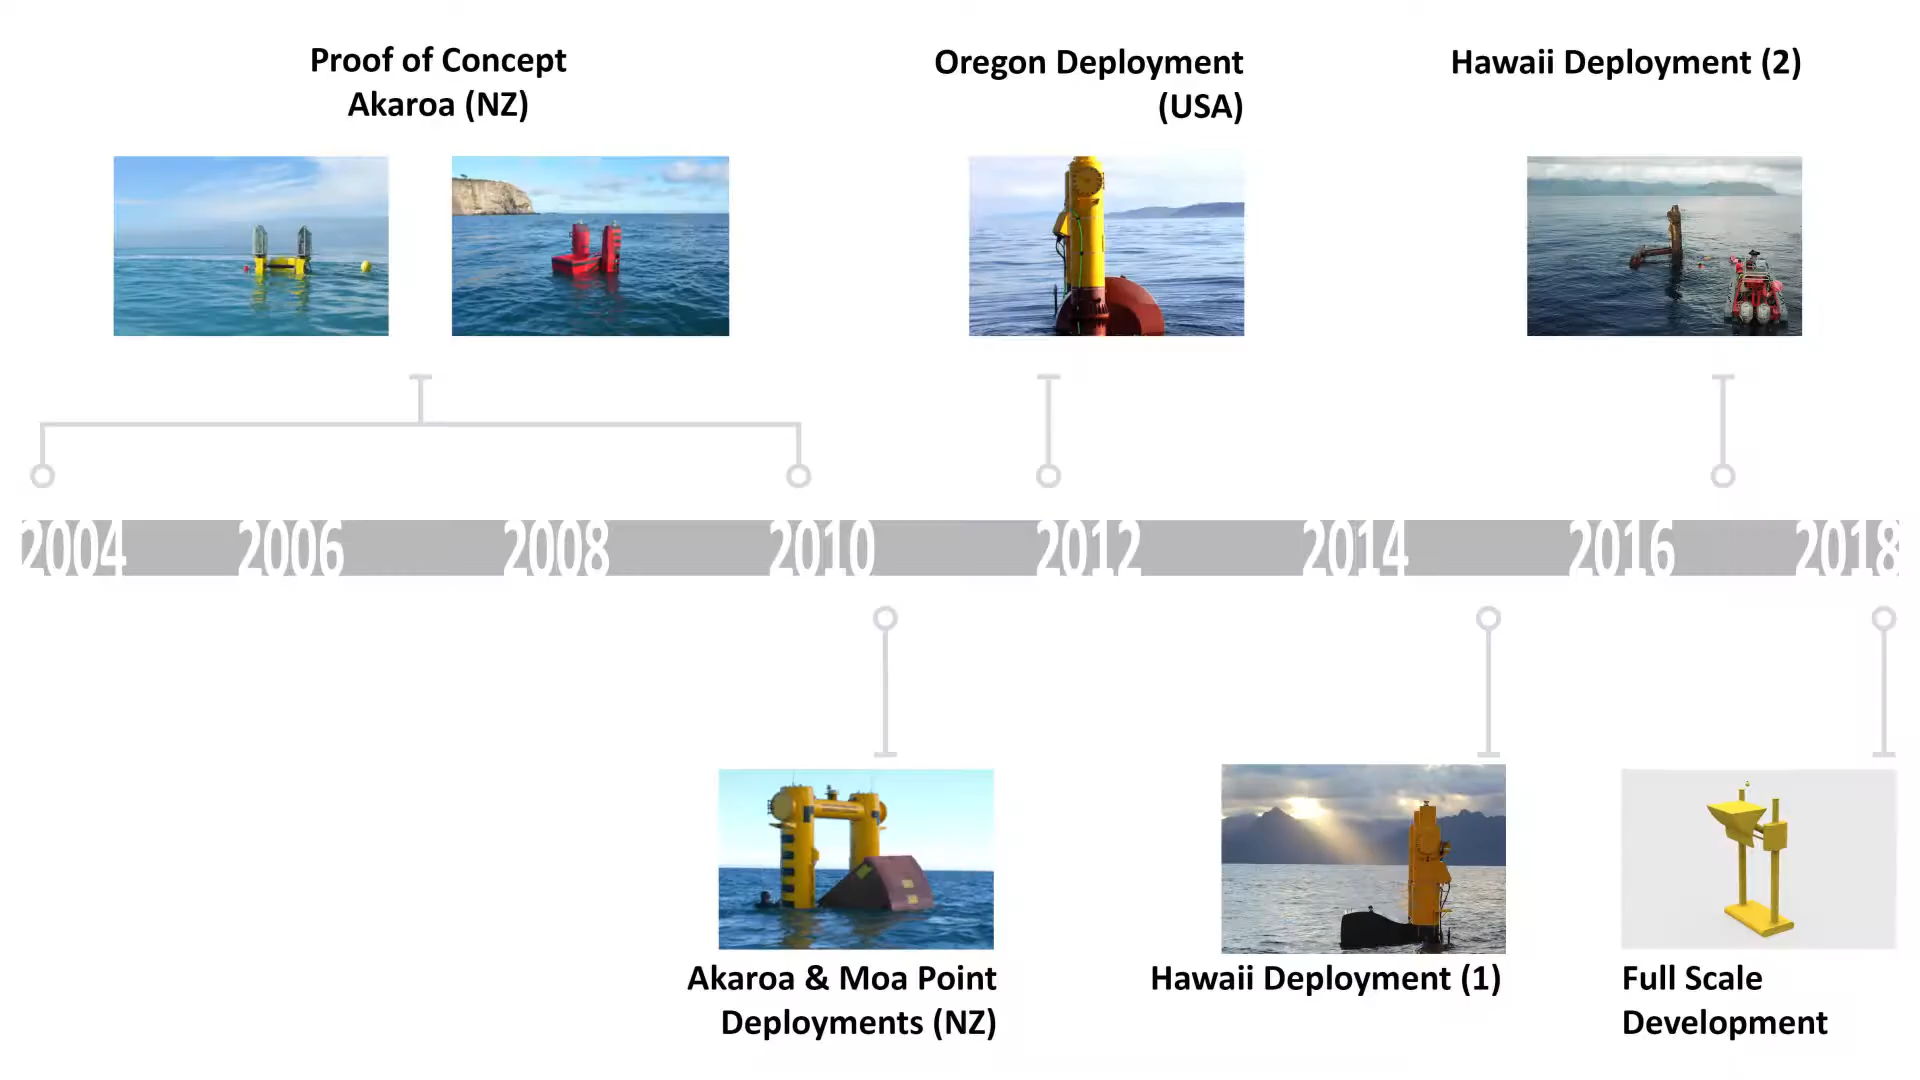 Proof of Concept
Akaroa (NZ)
Oregon Deployment
(USA)
Hawaii Deployment (2)
2004 2006 2008 2010 2012 2014 2016 2018
Akaroa & Moa Point
Deployments (NZ)
Hawaii Deployment (1)
Full Scale
Development